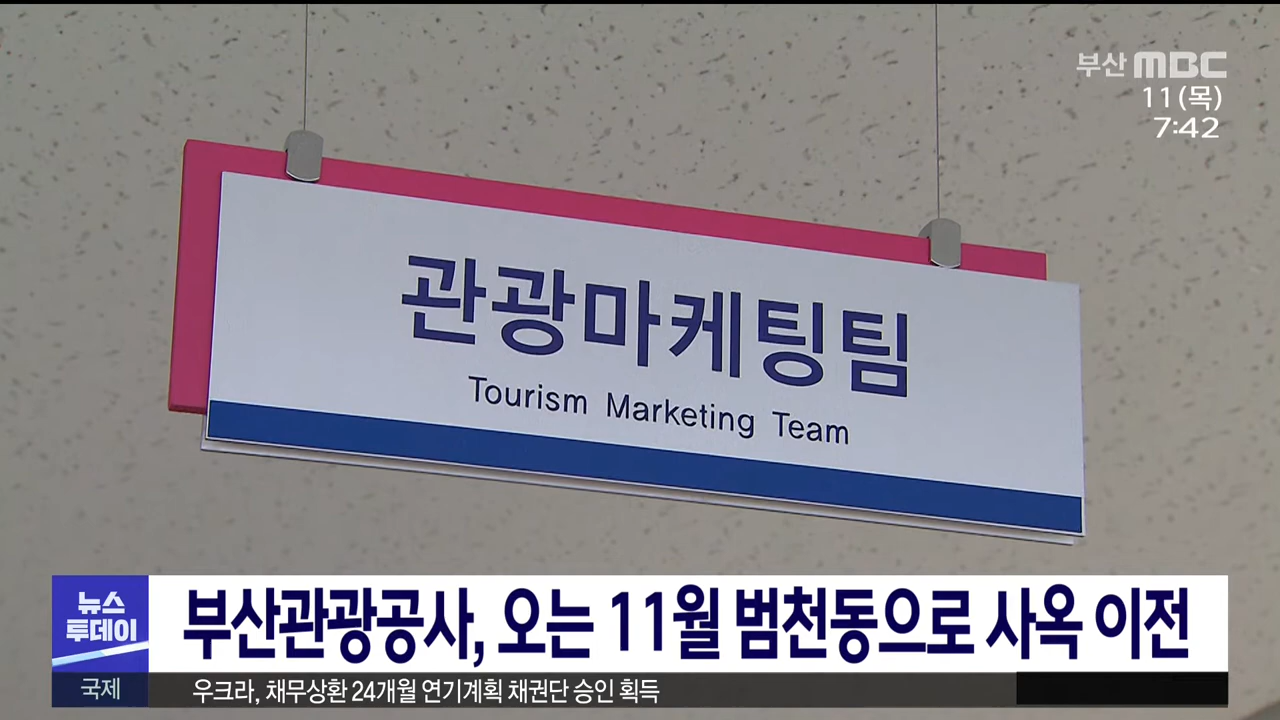 부산 MBC
11(목)
7:42
관광마케팅팀
Tourism Marketing Team
뉴스
투데이
부산관광공사, 오는 11월 범천동으로 사옥 이전
국제
우크라, 채무상환 24개월 연기계획 채권단 승인 획득